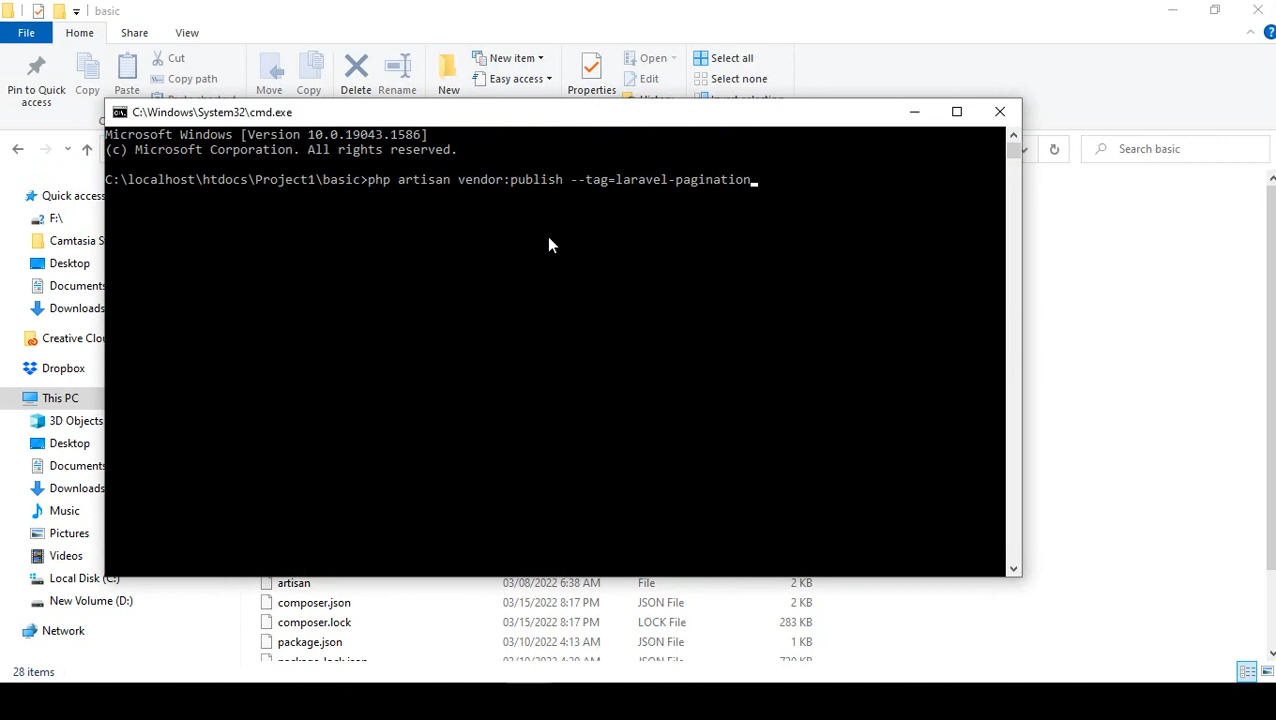 basic
File
Home
Share
View
Pin to Quick access
Copy
Paste
Cut
Copy path
Move
Copy
Delete
Rename
New
New item
Easy access
Properties
Open
Edit
Select all
Select none
C:\Windows\System32\cmd.exe
Microsoft Windows [Version 10.0.19043.1586]
(c) Microsoft Corporation. All rights reserved.
C:\localhost\htdocs\Project1\basic>php artisan vendor:publish --tag=laravel-pagination_
Search basic
Quick access
F:\
Camtasia S
Desktop
Documents
Downloads
Creative Clou
Dropbox
This PC
3D Objects
Desktop
Documents
Downloads
Music
Pictures
Videos
Local Disk (C:)
New Volume (D:)
Network
artisan 03/08/2022 6:38 AM File 2 KB
composer.json 03/15/2022 8:17 PM JSON File 2 KB
composer.lock 03/15/2022 8:17 PM LOCK File 283 KB
package.json 03/10/2022 4:13 AM JSON File 1 KB
28 items